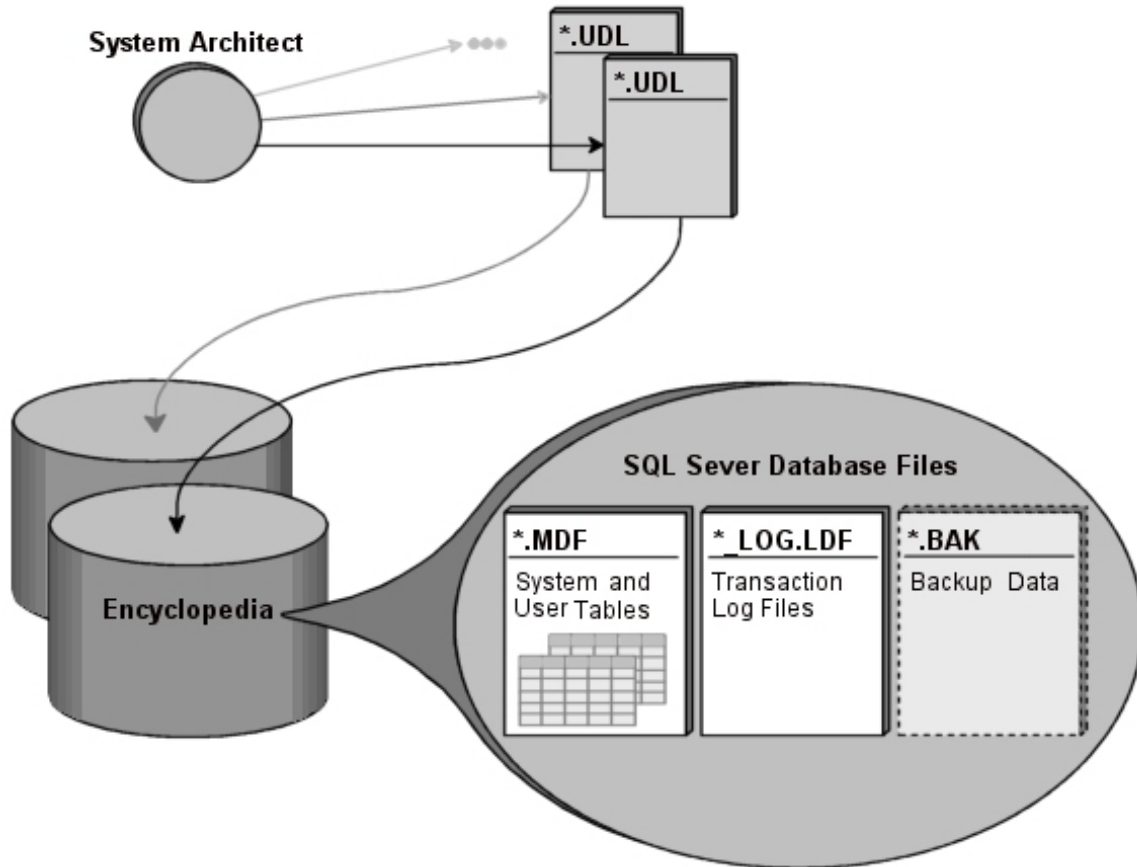 System Architect
*.UDL
*.UDL
Encyclopedia
SQL Sever Database Files
*.MDF
System and
User Tables
*_LOG.LDF
Transaction
Log Files
*.BAK
Backup Data